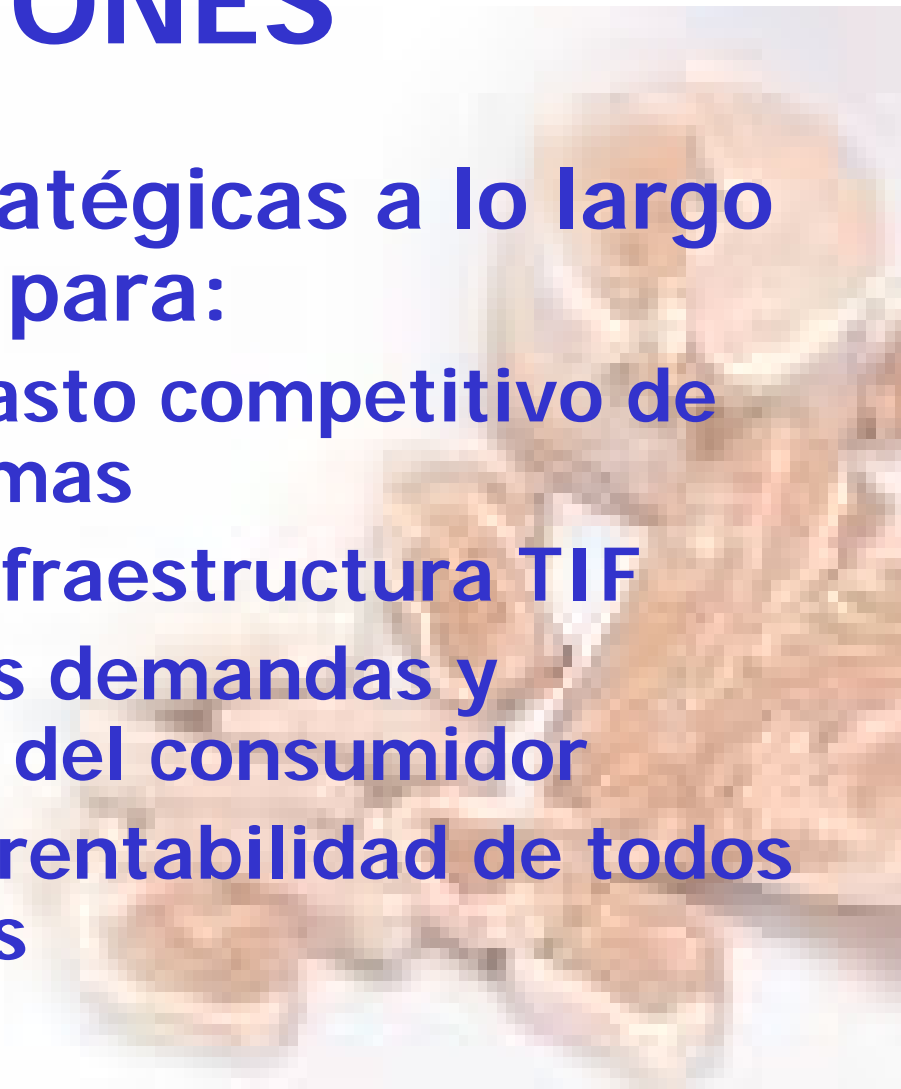 ONES
atégicas a lo largo
para:
asto competitivo de
mas
fraestructura TIF
s demandas y
del consumidor
rentabilidad de todos
s